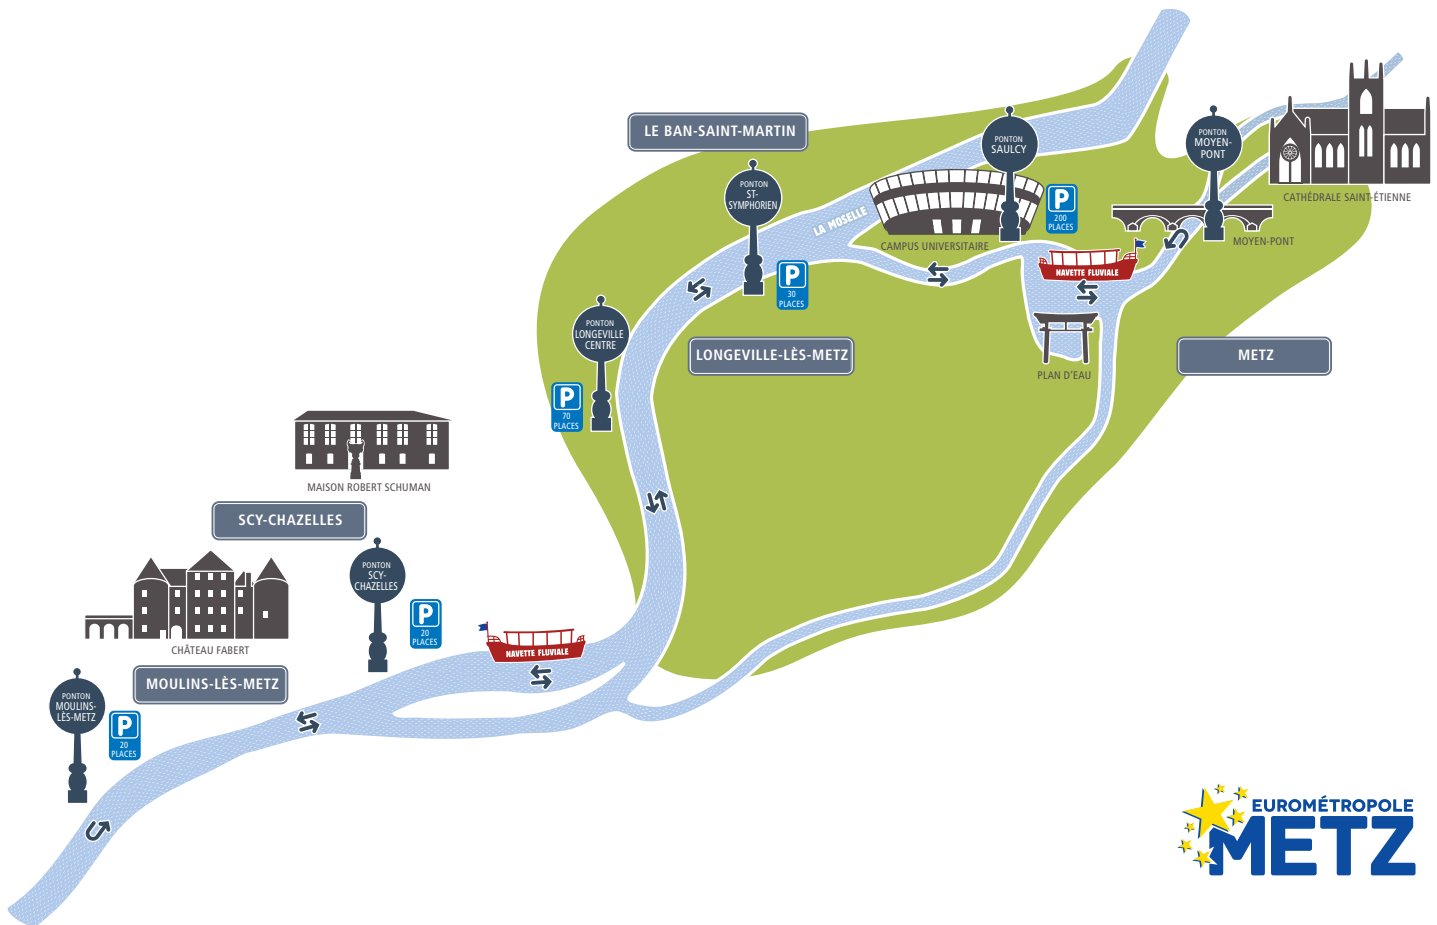 LE BAN-SAINT-MARTIN
PONTON
SAULCY
PONTON
MOYEN-
PONT
PONTON
ST-
SYMPHORIEN
P
200
PLACES
CATHÉDRALE SAINT-ÉTIENNE
LA MOSELLE
CAMPUS UNIVERSITAIRE
MOYEN-PONT
NAVETTE FLUVIALE
P
30
PLACES
PONTON
LONGEVILLE
CENTRE
LONGEVILLE-LÈS-METZ
METZ
PLAN D'EAU
P
70
PLACES
MAISON ROBERT SCHUMAN
SCY-CHAZELLES
PONTON
SCY-
CHAZELLES
P
20
PLACES
NAVETTE FLUVIALE
CHÂTEAU FABERT
MOULINS-LÈS-METZ
PONTON
MOULINS-
LÈS-METZ
P
20
PLACES
EUROMÉTROPOLE
METZ